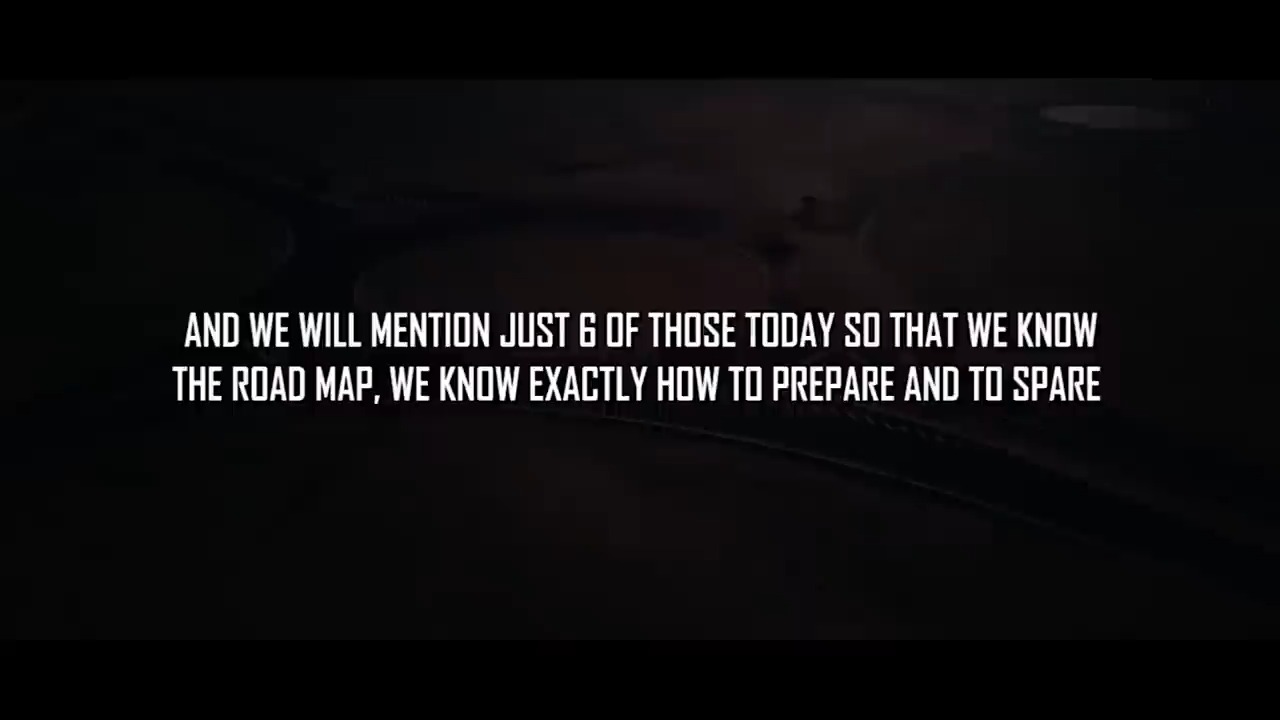 AND WE WILL MENTION JUST 6 OF THOSE TODAY SO THAT WE KNOW
THE ROAD MAP, WE KNOW EXACTLY HOW TO PREPARE AND TO SPARE